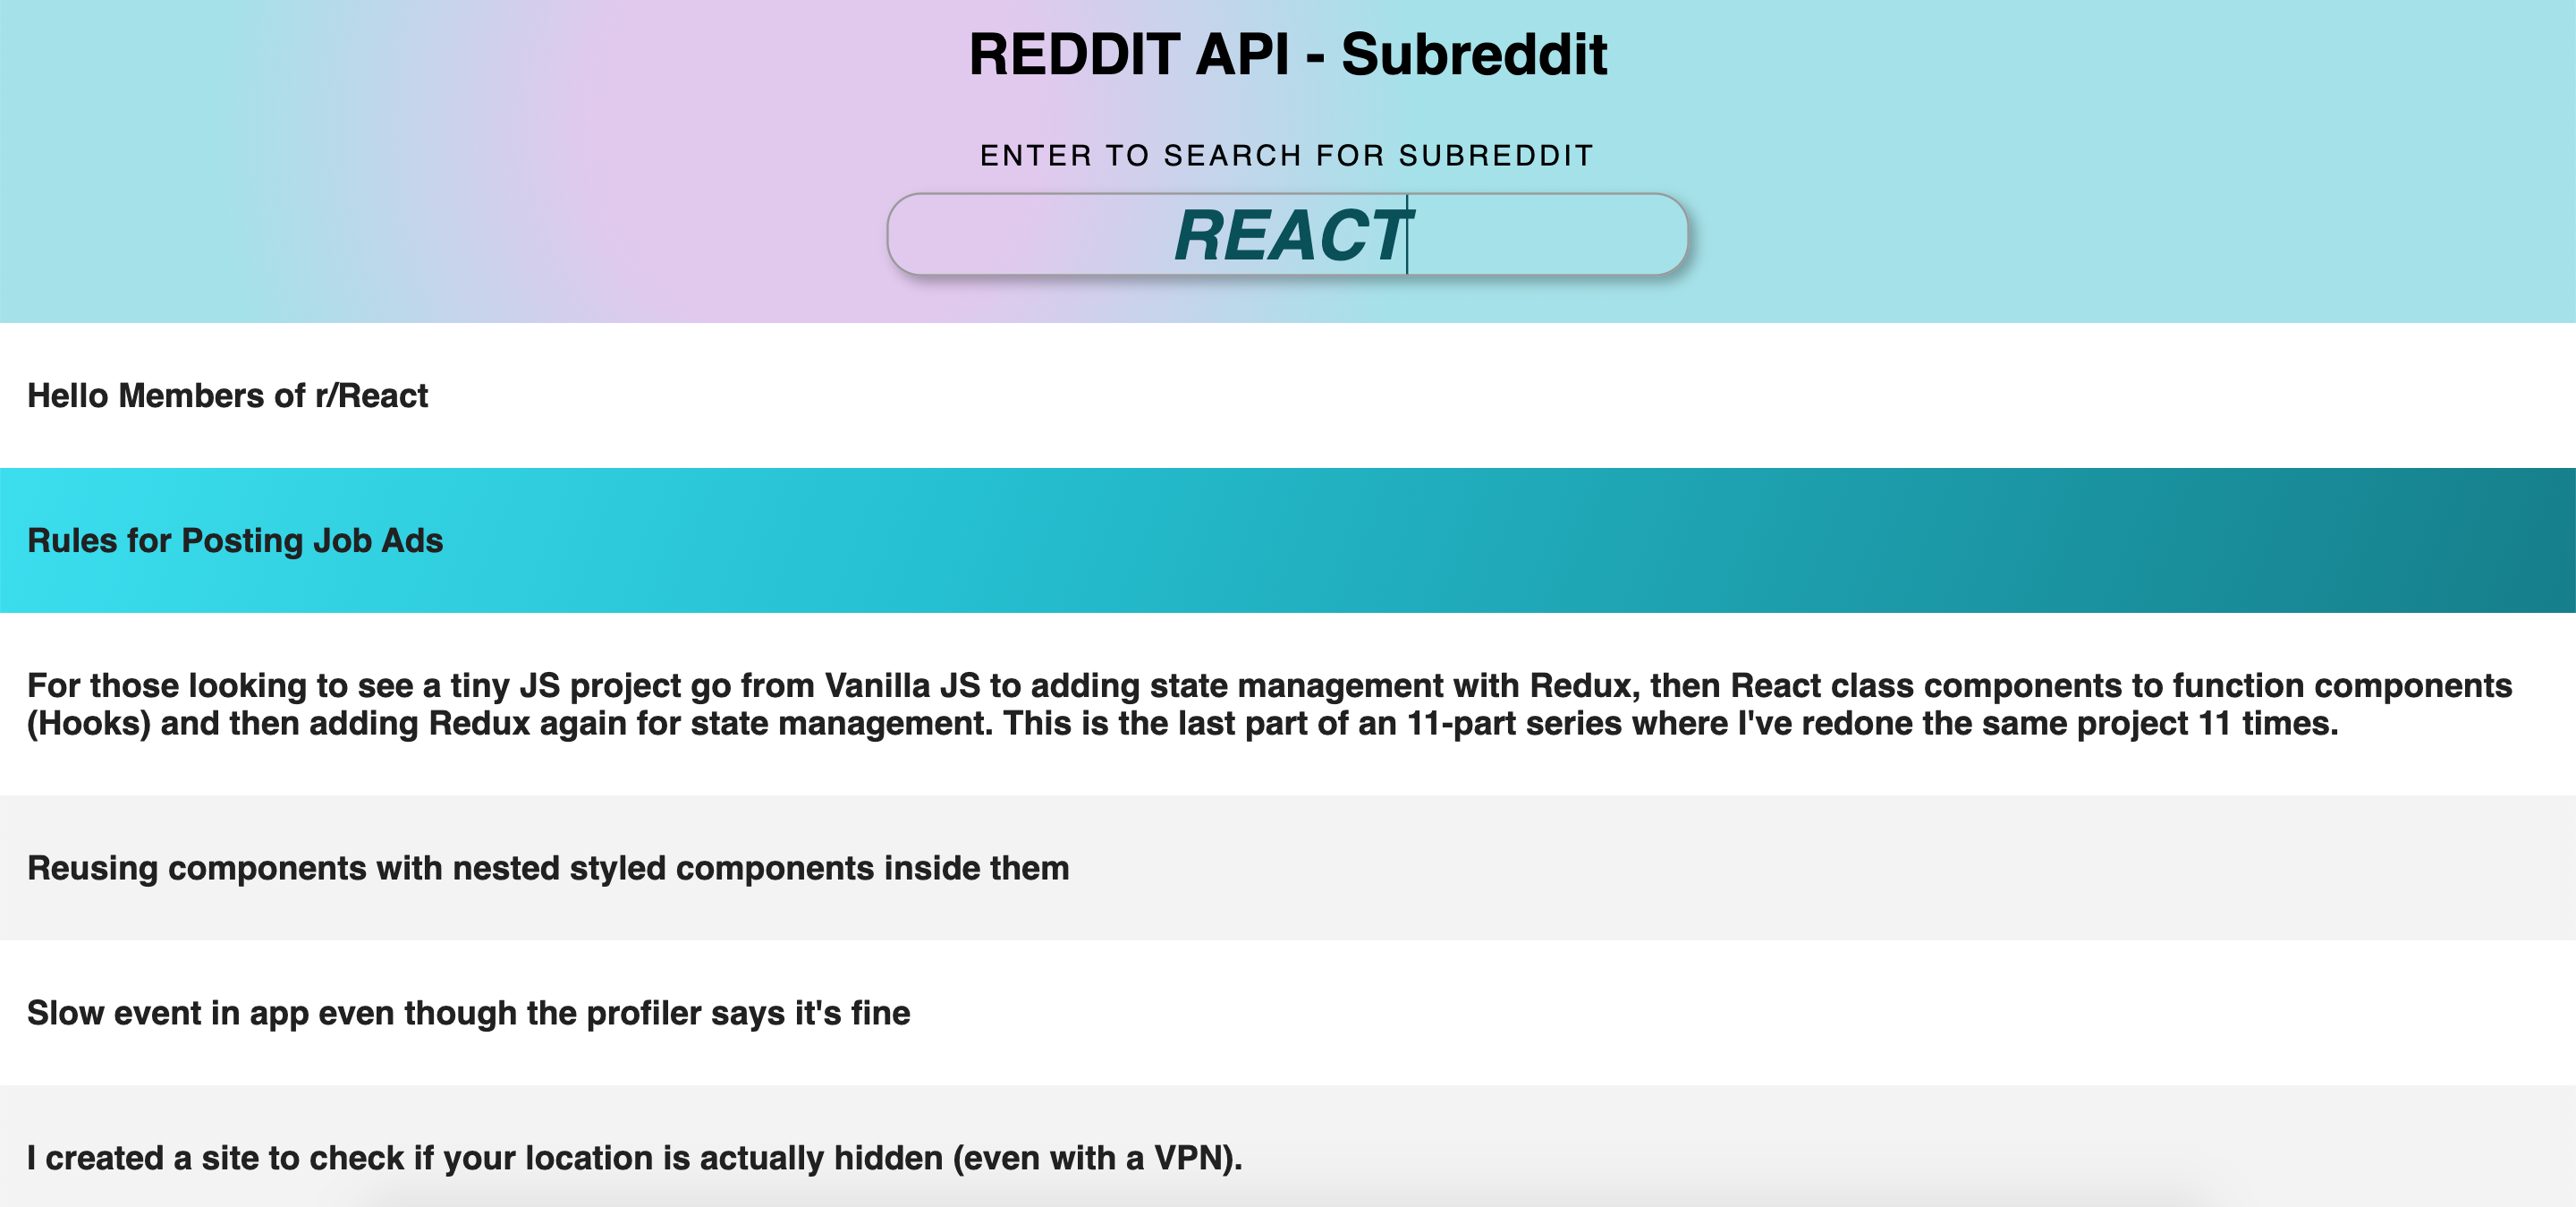 REDDIT API - Subreddit
ENTER TO SEARCH FOR SUBREDDIT
REACT
Hello Members of r/React
Rules for Posting Job Ads
For those looking to see a tiny JS project go from Vanilla JS to adding state management with Redux, then React class components to function components
(Hooks) and then adding Redux again for state management. This is the last part of an 11-part series where I've redone the same project 11 times.
Reusing components with nested styled components inside them
Slow event in app even though the profiler says it's fine
I created a site to check if your location is actually hidden (even with a VPN).